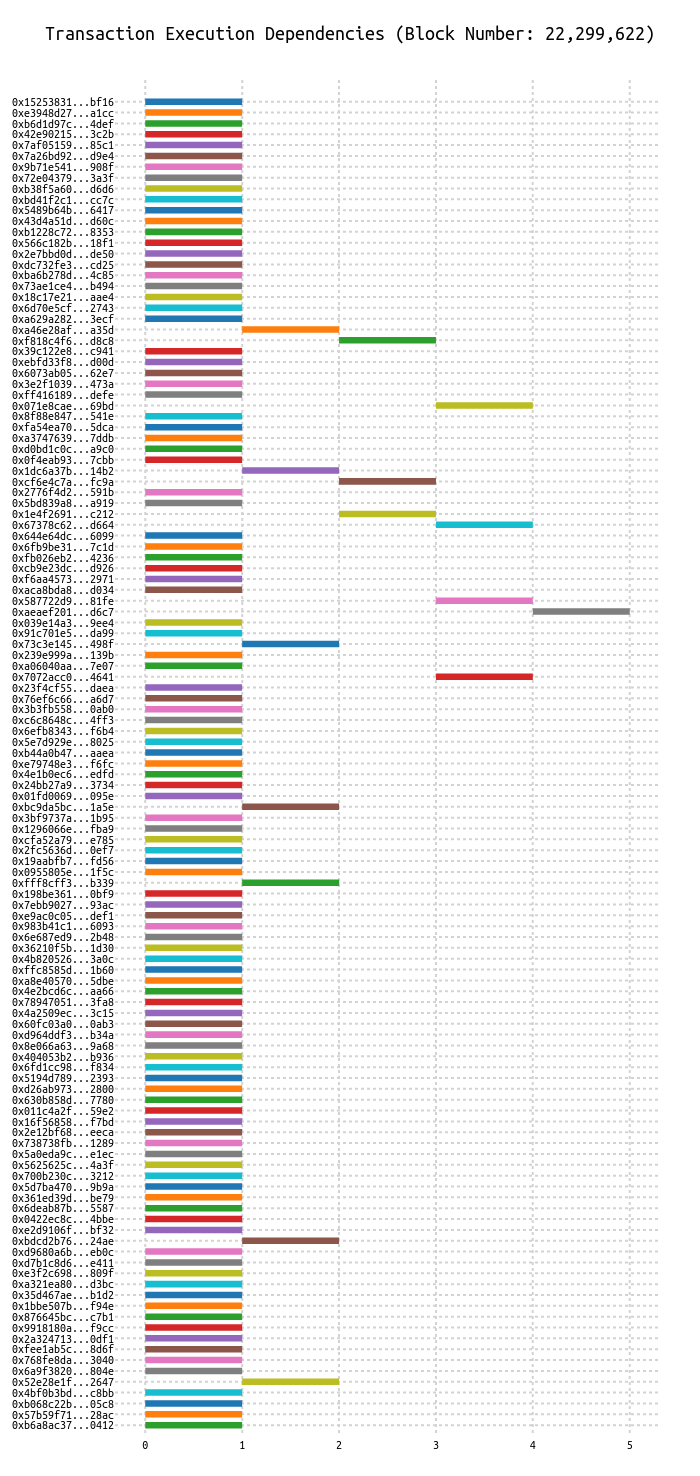 Transaction Execution Dependencies (Block Number: 22,299,622)
0x15253831...bf16
0xe3948d27...a1cc
0xb6d1d97c...4def
0x42e90215...3c2b
0x7af05159...85c1
0x7a26bd92...d9e4
0x9b71e541...908f
0x72e04379...3a3f
0xb38f5a60...d6d6
0xbd41f2c1...cc7c
0x5489b64b...6417
0x43d4a51d...d60c
0xb1228c72...8353
0x566c182b...18f1
0x2e7bbd0d...de50
0xdc732fe3...cd25
0xba6b278d...4c85
0x73ae1ce4...b494
0x18c17e21...aae4
0x6d70e5cf...2743
0xa629a282...3ecf
0xa46e28af...a35d
0xf818c4f6...d8c8
0x39c122e8...c941
0xebfd33f8...d00d
0x6073ab05...62e7
0x3e2f1039...473a
0xff416189...defe
0x071e8cae...69bd
0x8f88e847...541e
0xfa54ea70...5dca
0xa3747639...7ddb
0xd0bd1c0c...a9c0
0x0f4eab93...7cbb
0x1dc6a37b...14b2
0xcf6e4c7a...fc9a
0x2776f4d2...591b
0x5bd839a8...a919
0x1e4f2691...c212
0x67378c62...d664
0x644e64dc...6099
0x6fb9be31...7c1d
0xfb026eb2...4236
0xcb9e23dc...d926
0xf6aa4573...2971
0xaca8bda8...d034
0x587722d9...81fe
0xaeaef201...d6c7
0x039e14a3...9ee4
0x91c701e5...da99
0x73c3e145...498f
0x239e999a...139b
0xa06040aa...7e07
0x7072acc0...4641
0x23f4cf55...daea
0x76ef6c66...a6d7
0x3b3fb558...0ab0
0xc6c8648c...4ff3
0x6efb8343...f6b4
0x5e7d929e...8025
0xb44a0b47...aaea
0xe79748e3...f6fc
0x4e1b0ec6...edfd
0x24bb27a9...3734
0x01fd0069...095e
0xbc9da5bc...1a5e
0x3bf9737a...1b95
0x1296066e...fba9
0xcfa52a79...e785
0x2fc5636d...0ef7
0x19aabfb7...fd56
0x0955805e...1f5c
0xfff8cff3...b339
0x198be361...0bf9
0x7ebb9027...93ac
0xe9ac0c05...def1
0x983b41c1...6093
0x6e687ed9...2b48
0x36210f5b...1d30
0x4b820526...3a0c
0xffc8585d...1b60
0xa8e40570...5dbe
0x4e2bcd6c...aa66
0x78947051...3fa8
0x4a2509ec...3c15
0x60fc03a0...0ab3
0xd964ddf3...b34a
0x8e066a63...9a68
0x404053b2...b936
0x6fd1cc98...f834
0x5194d789...2393
0xd26ab973...2800
0x630b858d...7780
0x011c4a2f...59e2
0x16f56858...f7bd
0x2e12bf68...eeca
0x738738fb...1289
0x5a0eda9c...e1ec
0x5625625c...4a3f
0x700b230c...3212
0x5d7ba470...9b9a
0x361ed39d...be79
0x6deab87b...5587
0x0422ec8c...4bbe
0xe2d9106f...bf32
0xbdcd2b76...24ae
0xd9680a6b...eb0c
0xd7b1c8d6...e411
0xe3f2c698...809f
0xa321ea80...d3bc
0x35d467ae...b1d2
0x1bbe507b...f94e
0x876645bc...c7b1
0x9918180a...f9cc
0x2a324713...0df1
0xfee1ab5c...8d6f
0x768fe8da...3040
0x6a9f3820...804e
0x52e28e1f...2647
0x4bf0b3bd...c8bb
0xb068c22b...05c8
0x57b59f71...28ac
0xb6a8ac37...0412
0 1 2 3 4 5